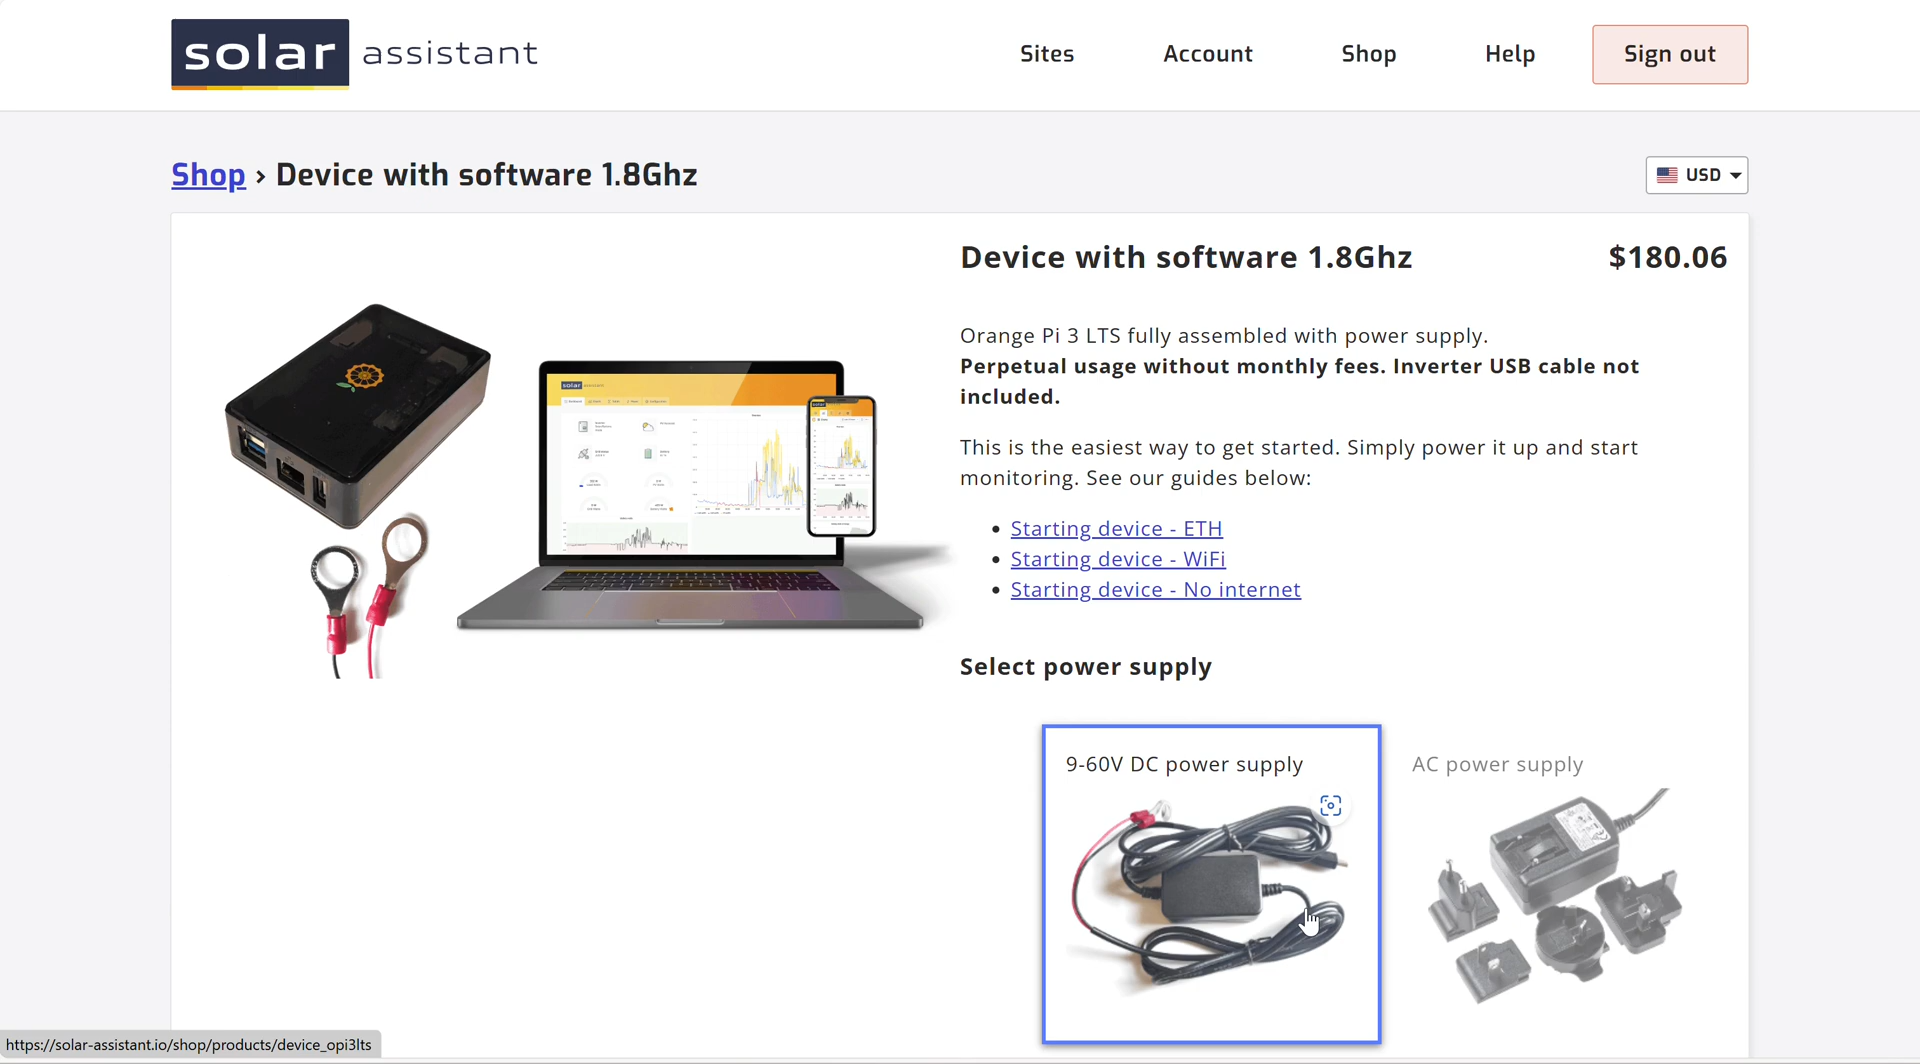 solar assistant
Sites
Account
Shop
Help
Sign out
Shop › Device with software 1.8Ghz
USD
Device with software 1.8Ghz
$180.06
Orange Pi 3 LTS fully assembled with power supply.
Perpetual usage without monthly fees. Inverter USB cable not
included.
This is the easiest way to get started. Simply power it up and start
monitoring. See our guides below:
Starting device - ETH
Starting device - WiFi
Starting device - No internet
Select power supply
9-60V DC power supply
AC power supply
https://solar-assistant.io/shop/products/device_opi3lts